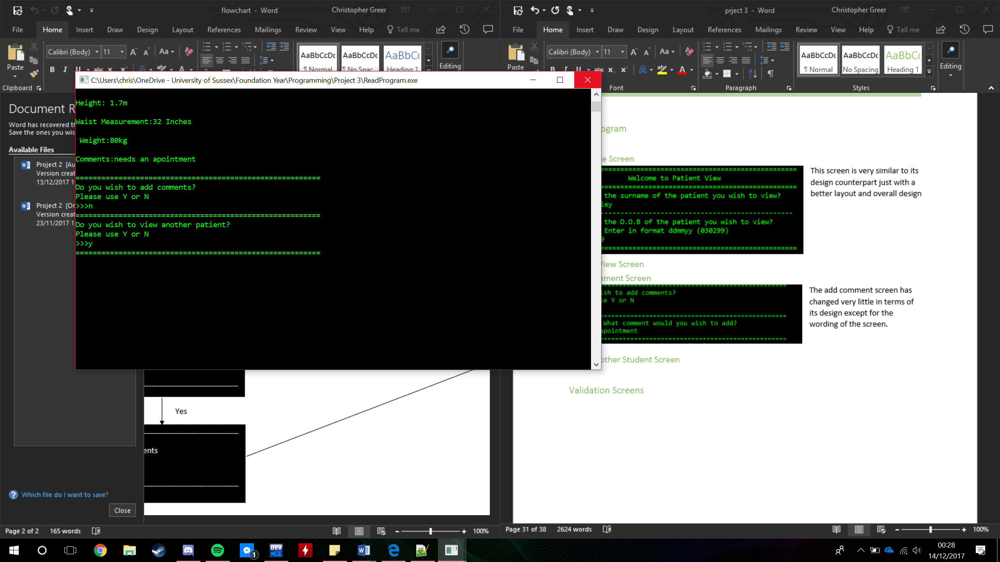 flowchart - Word
Christopher Greer
File Home Insert Draw Design Layout References Mailings Review View Help Tell me
Paste
Clipboard
Calibri (Body) 11
Aa
B I U abc x x²
AaBbCcDc AaBbCcDc AaBbCc
¶ Normal ¶ No Spac... Heading 1
Editing
prject 3 - Word
Christopher Greer
File Home Insert Draw Design Layout References Mailings Review View Help Tell me
Paste
Calibri (Body) 11
Aa
B I U abc x₂ x²
Font
Paragraph
AaBbCcDc AaBbCcDc AaBbCc
¶ Normal No Spacing Heading 1
Styles
Editing
Document R
Word has recovered th
Save the ones you wis
Available Files
Project 2 [Au
Version creat
13/12/2017 1
Project 2 [Or
Version creat
23/11/2017 1
Which file do I want to save?
Close
C:\Users\chris\OneDrive - University of Sussex\Foundation Year\Programming\Project 3\ReadProgram.exe
Height: 1.7m
Waist Measurement:32 Inches
Weight:80kg
Comments:needs an apointment
=========================================================
Do you wish to add comments?
Please use Y or N
>>>n
=========================================================
Do you wish to view another patient?
Please use Y or N
>>>y
=========================================================
Yes
ents
ogram
e Screen
Welcome to Patient View
the surname of the patient you wish to view?
ley
the D.O.B of the patient you wish to view?
Enter in format ddmmyy (030299)
9
This screen is very similar to its
design counterpart just with a
better layout and overall design
View Screen
mment Screen
ish to add comments?
se Y or N
What comment would you wish to add?
apointment
The add comment screen has
changed very little in terms of
its design except for the
wording of the screen.
other Student Screen
Validation Screens
Page 2 of 2 165 words
100%
Page 31 of 38 2624 words
100%
DEV
C++
1
00:28
14/12/2017